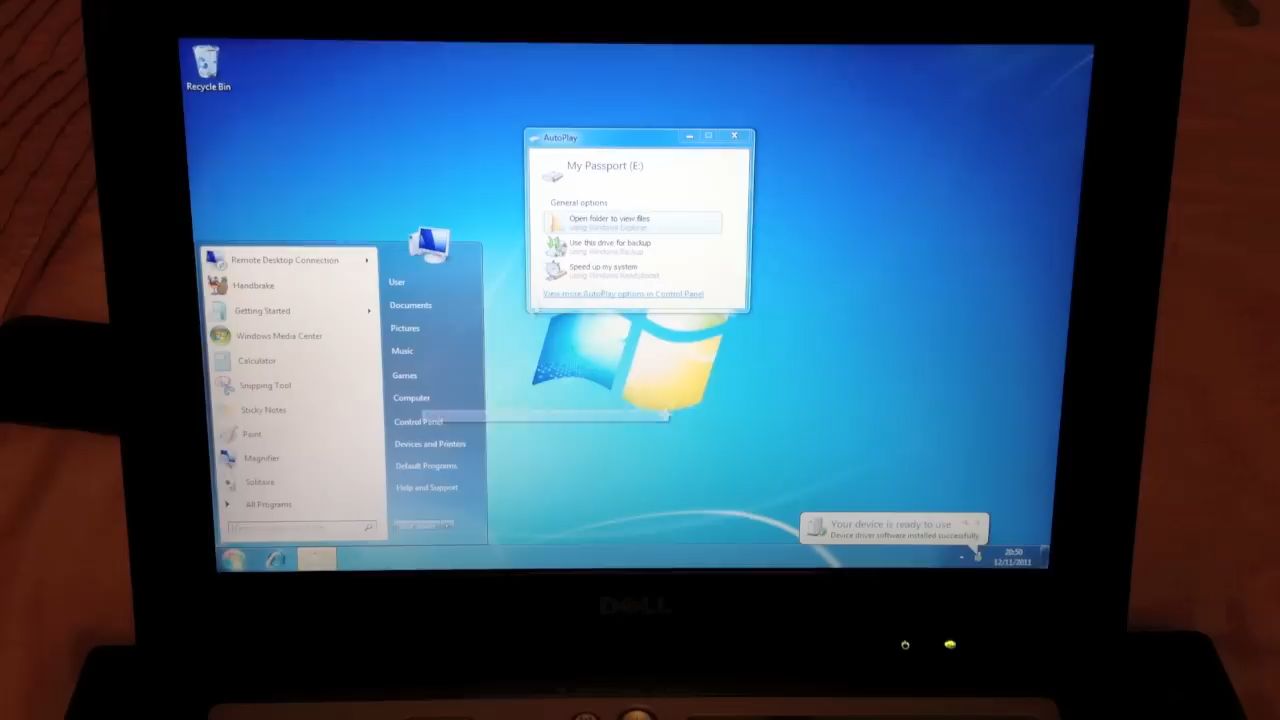 Recycle Bin
AutoPlay
My Passport (E:)
General options
Open folder to view files
using Windows Explorer
Use this drive for backup
using Windows Backup
Speed up my system
using Windows ReadyBoost
View more AutoPlay options in Control Panel
Remote Desktop Connection
Handbrake
Getting Started
Windows Media Center
Calculator
Snipping Tool
Sticky Notes
Paint
Magnifier
Solitaire
All Programs
User
Documents
Pictures
Music
Games
Computer
Control Panel
Devices and Printers
Default Programs
Help and Support
Your device is ready to use
Device driver software installed successfully.
20:50
12/11/2011
DELL